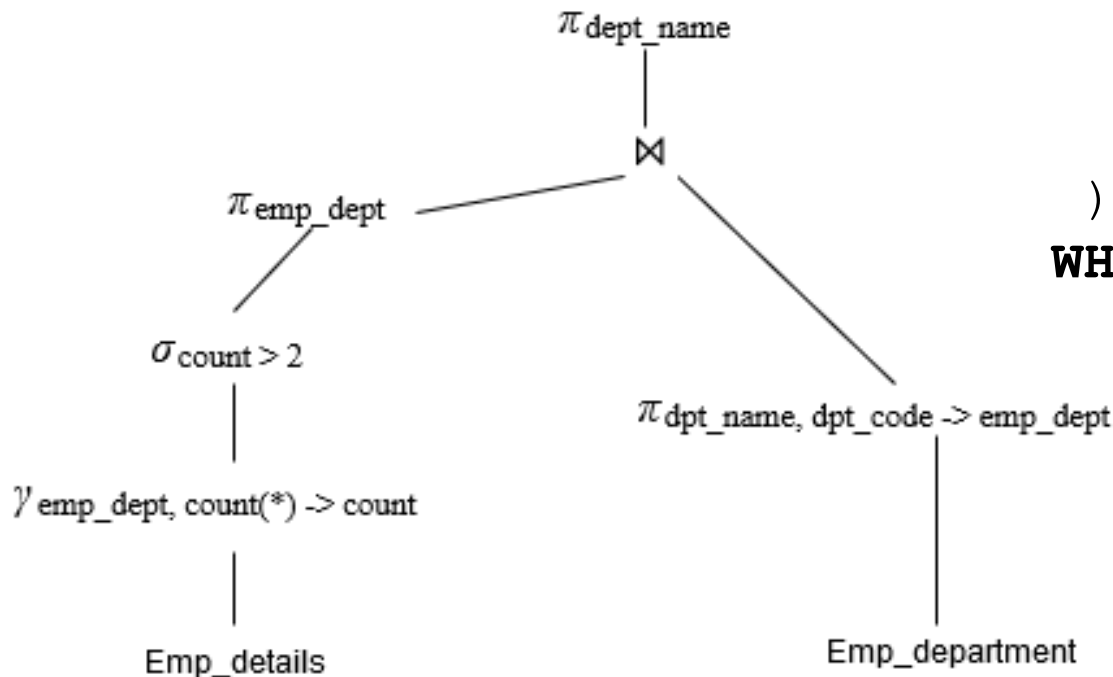 π dept_name
⋈
)
π emp_dept
WH
σ count > 2
π dpt_name, dpt_code -> emp_dept
γ emp_dept, count(*) -> count
Emp_details
Emp_department